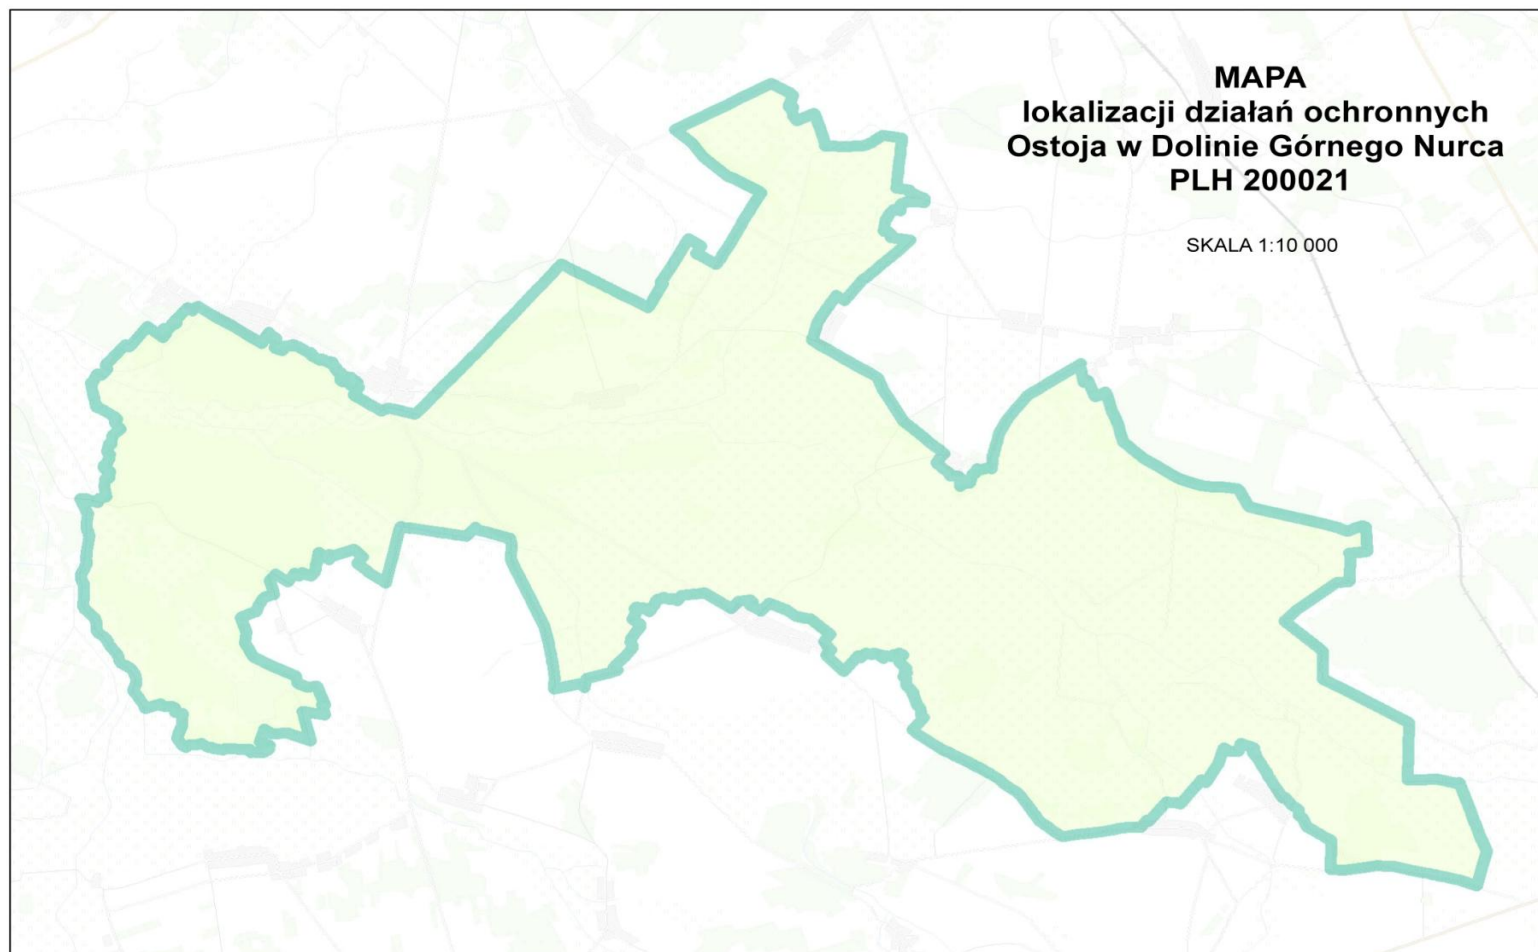 MAPA
lokalizacji działań ochronnych
Ostoja w Dolinie Górnego Nurca
PLH 200021
SKALA 1:10 000